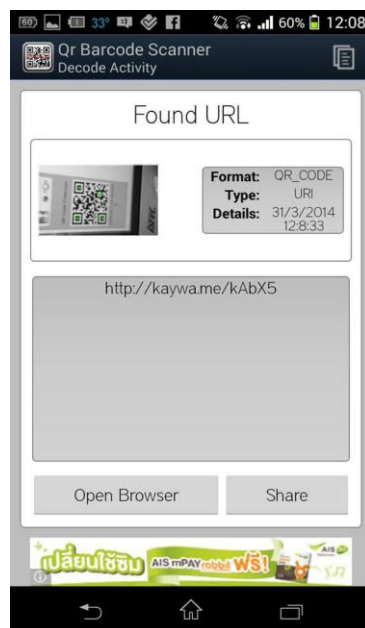 60 33° 60% 12:08
Qr Barcode Scanner
Decode Activity
Found URL
Format: QR_CODE
Type: URI
Details: 31/3/2014
12:8:33
http://kaywa.me/kAbX5
Open Browser
Share
AIS
เปลี่ยนใช้ซิม AIS mPAY rabbit ฟรี!